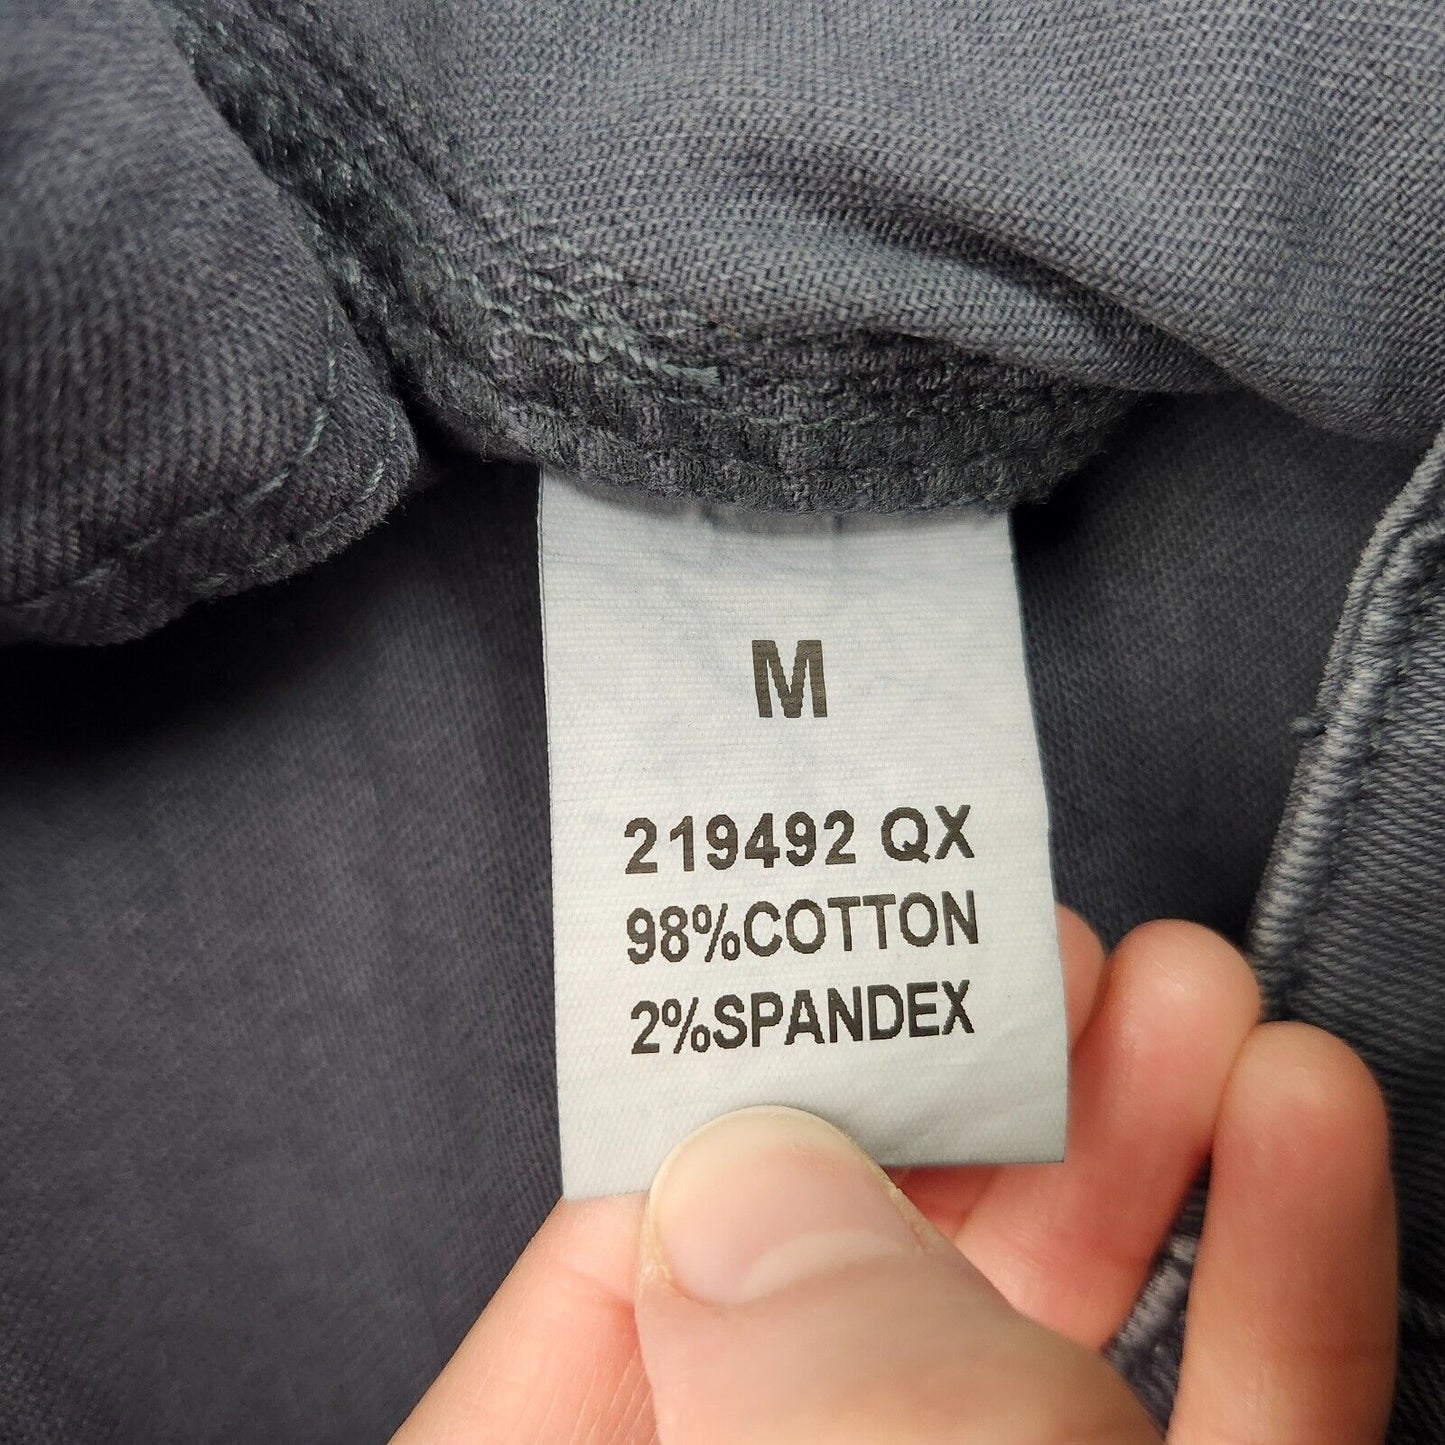 M
219492 QX
98%COTTON
2%SPANDEX